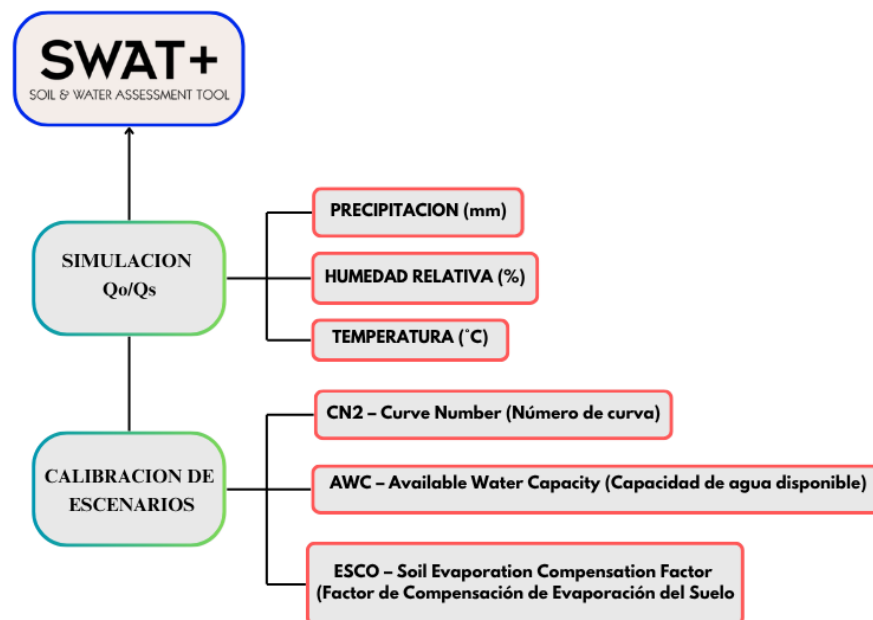 SWAT+
SOIL & WATER ASSESSMENT TOOL
SIMULACION
Qo/Qs
PRECIPITACION (mm)
HUMEDAD RELATIVA (%)
TEMPERATURA (°C)
CALIBRACION DE
ESCENARIOS
CN2 – Curve Number (Número de curva)
AWC – Available Water Capacity (Capacidad de agua disponible)
ESCO – Soil Evaporation Compensation Factor
(Factor de Compensación de Evaporación del Suelo